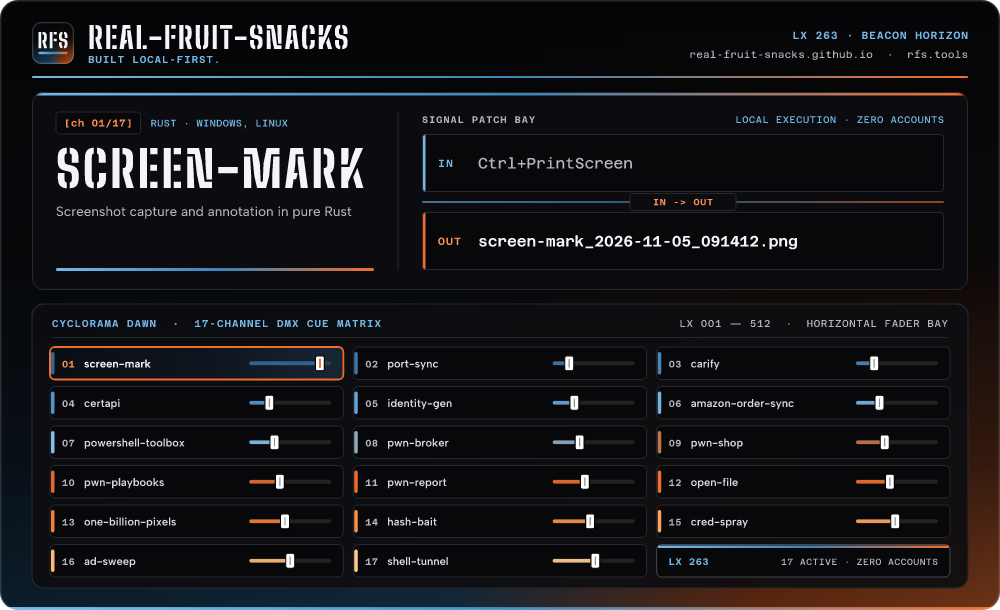 RFS
REAL-FRUIT-SNACKS
BUILT LOCAL-FIRST.
LX 263 · BEACON HORIZON
real-fruit-snacks.github.io · rfs.tools
[ch 01/17] RUST · WINDOWS, LINUX
SCREEN-MARK
Screenshot capture and annotation in pure Rust
SIGNAL PATCH BAY LOCAL EXECUTION · ZERO ACCOUNTS
IN Ctrl+PrintScreen
IN -> OUT
OUT screen-mark_2026-11-05_091412.png
CYCLORAMA DAWN · 17-CHANNEL DMX CUE MATRIX LX 001 — 512 · HORIZONTAL FADER BAY
01 screen-mark
02 port-sync
03 carify
04 certapi
05 identity-gen
06 amazon-order-sync
07 powershell-toolbox
08 pwn-broker
09 pwn-shop
10 pwn-playbooks
11 pwn-report
12 open-file
13 one-billion-pixels
14 hash-bait
15 cred-spray
16 ad-sweep
17 shell-tunnel
LX 263 17 ACTIVE · ZERO ACCOUNTS